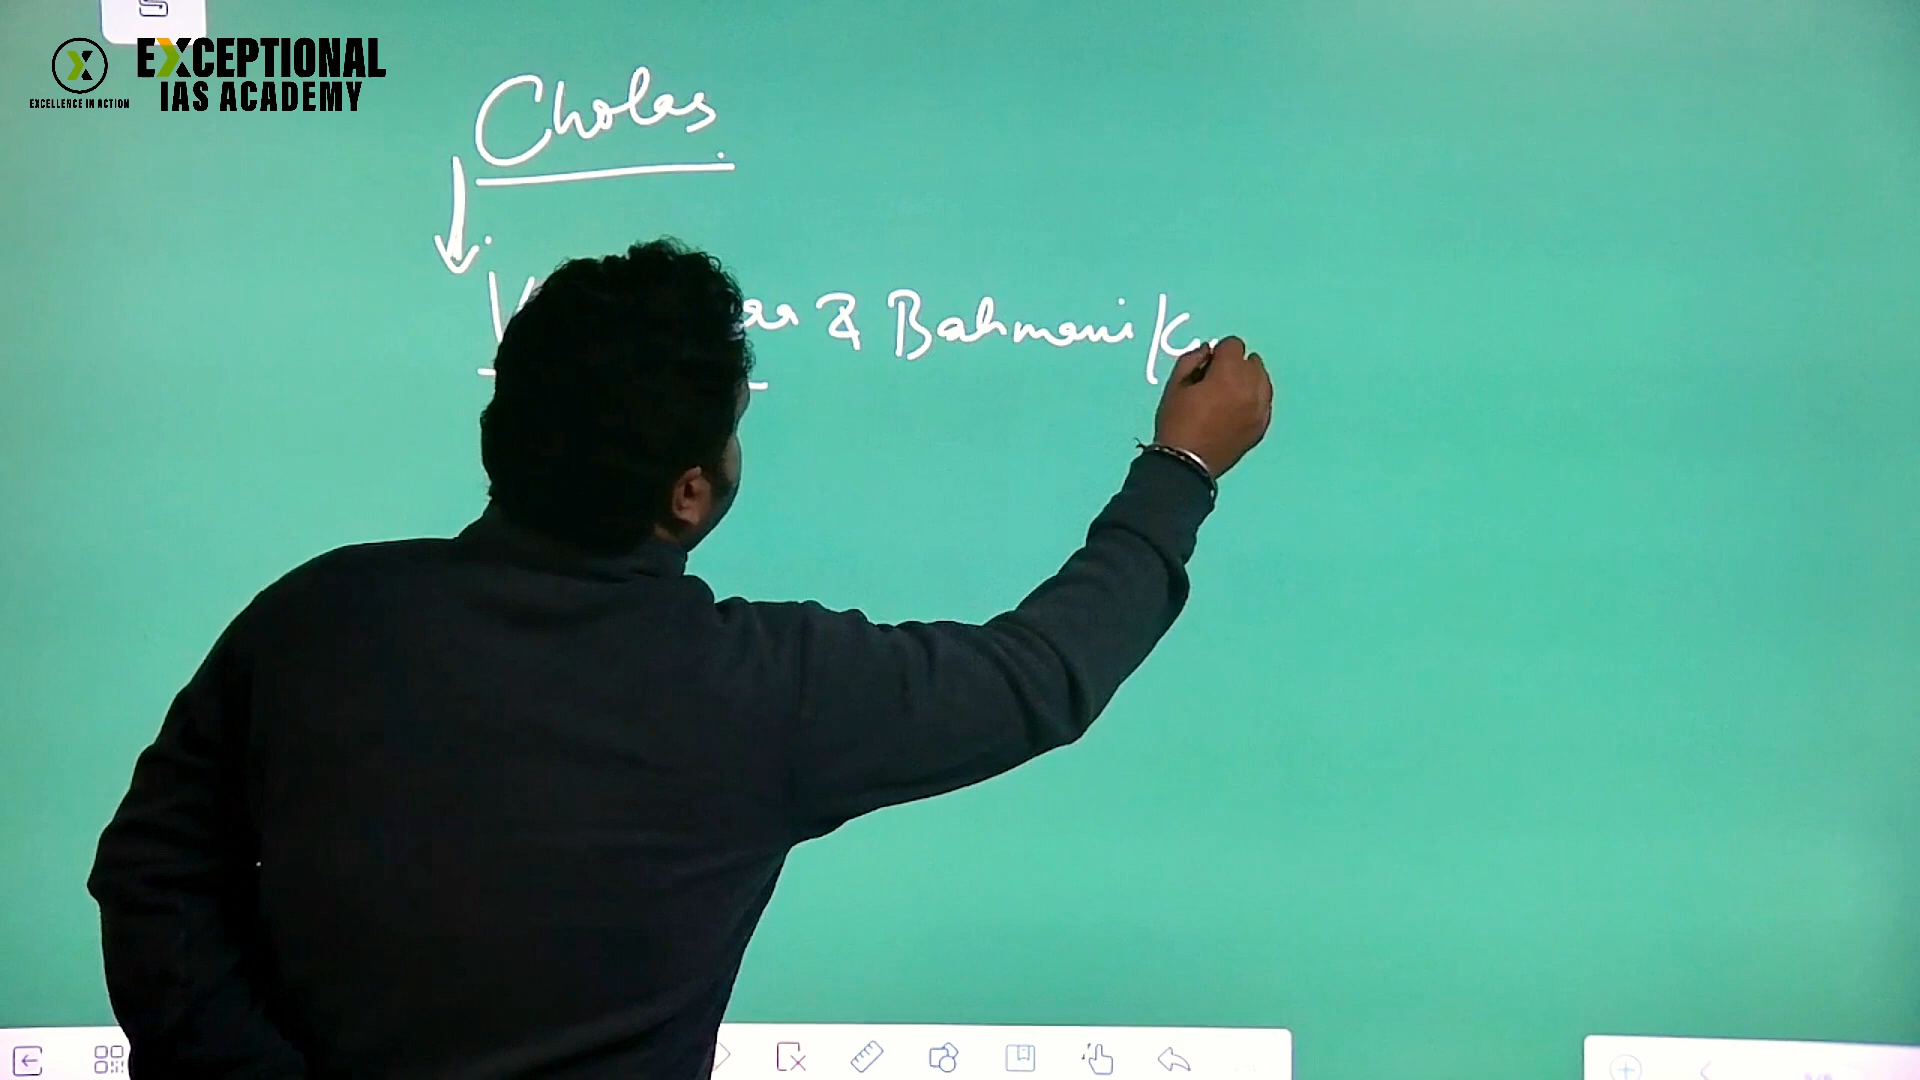 EXCEPTIONAL
IAS ACADEMY
EXCELLENCE IN ACTION
Cholas
& Bahmani